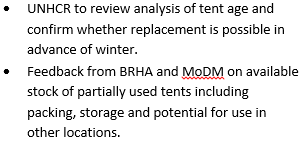 • UNHCR to review analysis of tent age and
confirm whether replacement is possible in
advance of winter.
• Feedback from BRHA and MoDM on available
stock of partially used tents including
packing, storage and potential for use in
other locations.